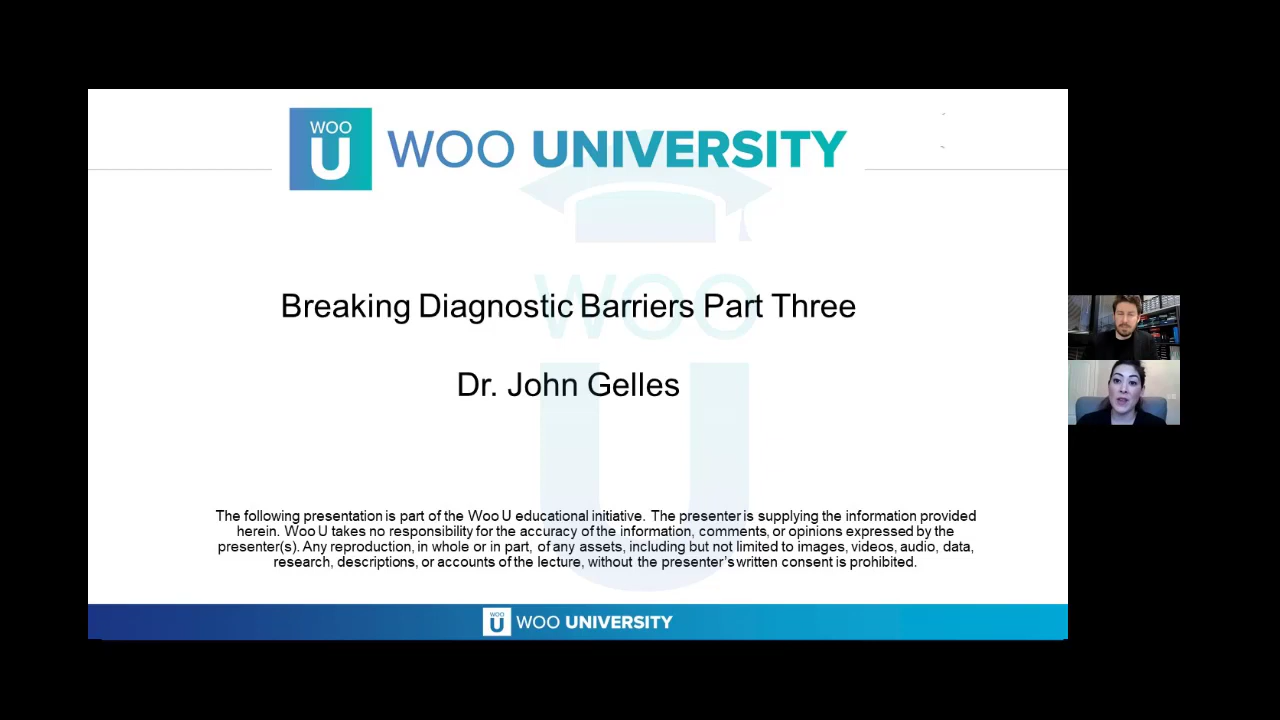 WOO
U
WOO UNIVERSITY
WOO
Breaking Diagnostic Barriers Part Three
Dr. John Gelles
U
The following presentation is part of the Woo U educational initiative. The presenter is supplying the information provided
herein. Woo U takes no responsibility for the accuracy of the information, comments, or opinions expressed by the
presenter(s). Any reproduction, in whole or in part, of any assets, including but not limited to images, videos, audio, data,
research, descriptions, or accounts of the lecture, without the presenter's written consent is prohibited.
WOO
U
WOO UNIVERSITY